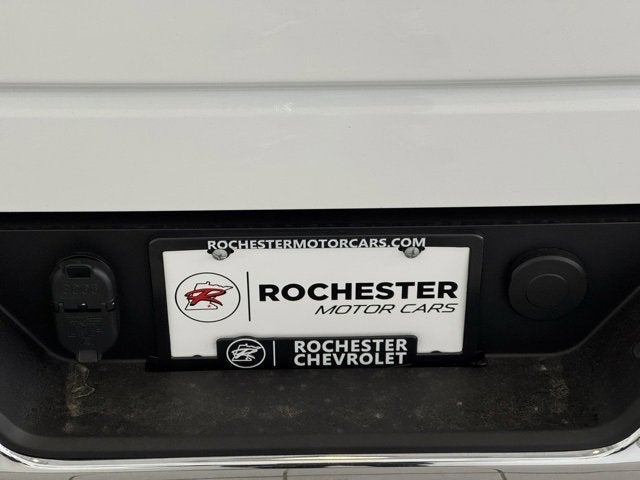 ROCHESTERMOTORCARS.COM
R
ROCHESTER
MOTOR CARS
ROCHESTER
CHEVROLET